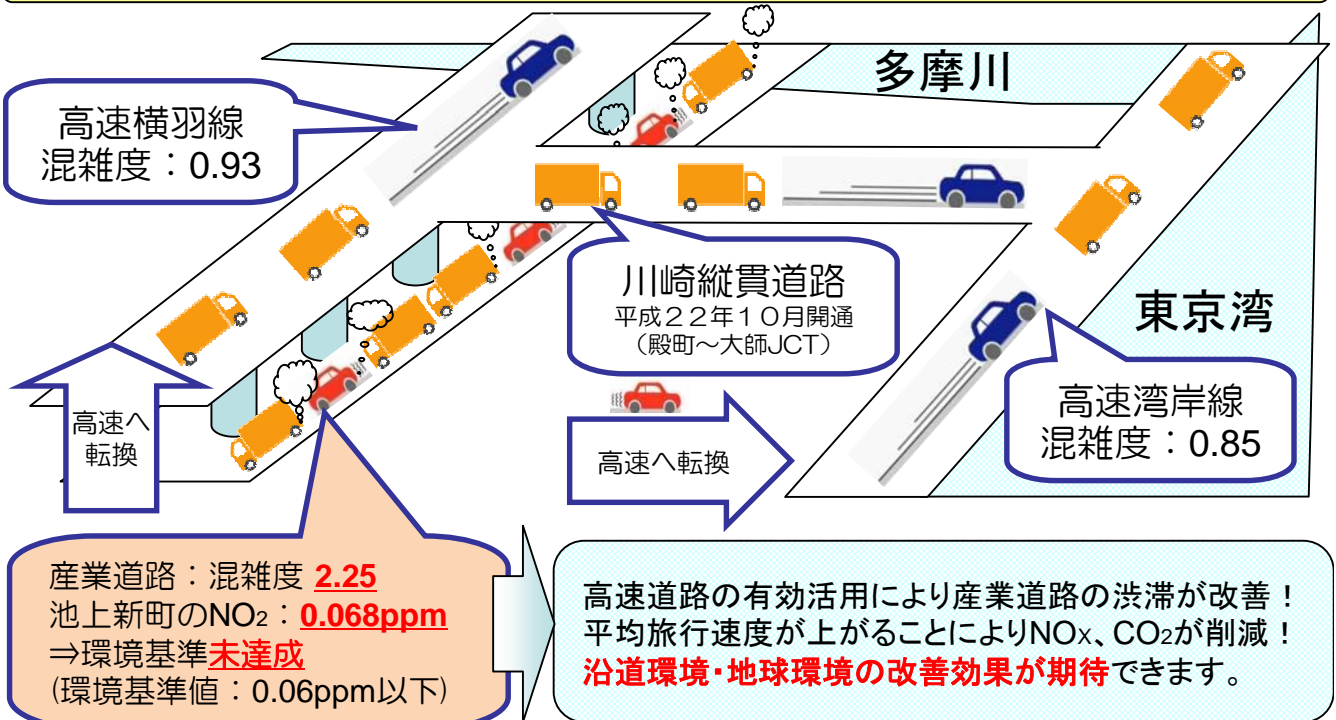 多摩川
高速横羽線
混雑度：0.93
川崎縦貫道路
平成２２年１０月開通
（殿町～大師JCT）
東京湾
高速湾岸線
混雑度：0.85
高速へ
転換
高速へ転換
産業道路：混雑度 2.25
池上新町のNO2：0.068ppm
⇒環境基準未達成
(環境基準値：0.06ppm以下)
高速道路の有効活用により産業道路の渋滞が改善！
平均旅行速度が上がることによりNOX、CO2が削減！
沿道環境・地球環境の改善効果が期待できます。